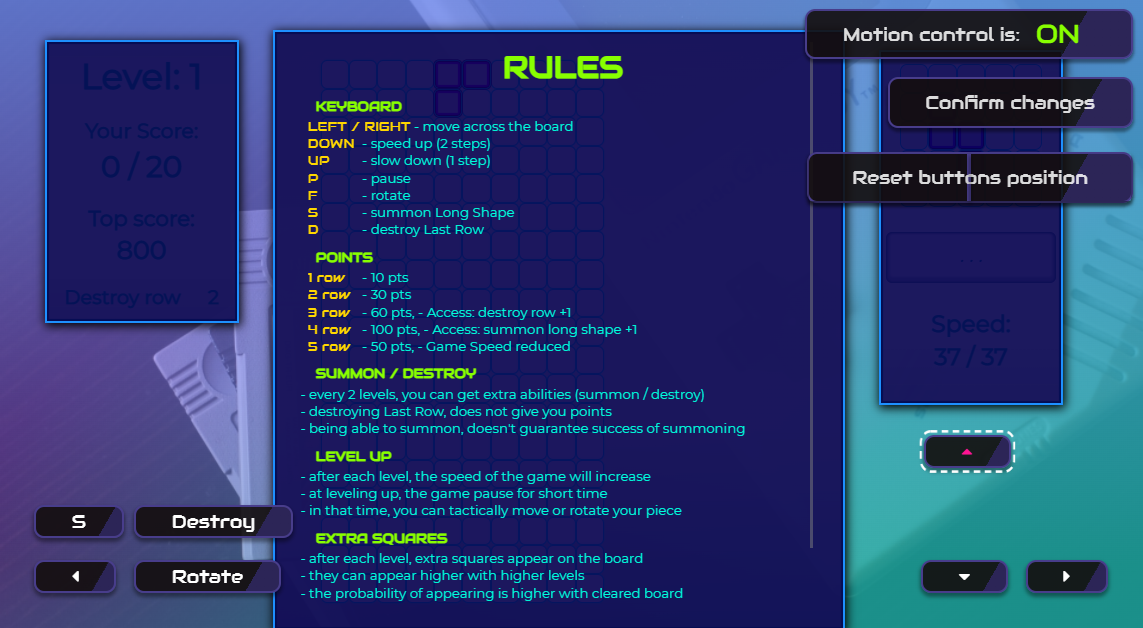 Level: 1
Your Score:
0 / 20
Top score:
800
Destroy row 2
RULES
KEYBOARD
LEFT / RIGHT - move across the board
DOWN - speed up (2 steps)
UP - slow down (1 step)
P - pause
F - rotate
S - summon Long Shape
D - destroy Last Row
POINTS
1 row - 10 pts
2 row - 30 pts
3 row - 60 pts, - Access: destroy row +1
4 row - 100 pts, - Access: summon long shape +1
5 row - 50 pts, - Game Speed reduced
SUMMON / DESTROY
- every 2 levels, you can get extra abilities (summon / destroy)
- destroying Last Row, does not give you points
- being able to summon, doesn't guarantee success of summoning
LEVEL UP
- after each level, the speed of the game will increase
- at leveling up, the game pause for short time
- in that time, you can tactically move or rotate your piece
EXTRA SQUARES
- after each level, extra squares appear on the board
- they can appear higher with higher levels
- the probability of appearing is higher with cleared board
Motion control is: ON
Confirm changes
Reset buttons position
...
Speed:
37 / 37
S
Destroy
Rotate